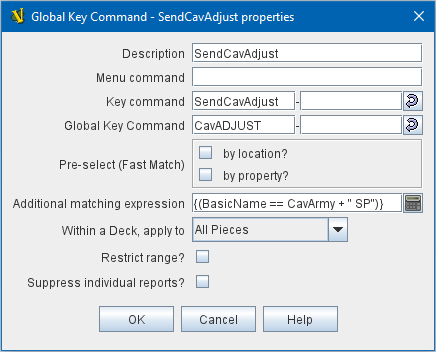 Global Key Command - SendCavAdjust properties
Description SendCavAdjust
Menu command
Key command SendCavAdjust -
Global Key Command CavADJUST -
Pre-select (Fast Match)
by location?
by property?
Additional matching expression {(BasicName == CavArmy + " SP")}
Within a Deck, apply to All Pieces
Restrict range?
Suppress individual reports?
OK Cancel Help